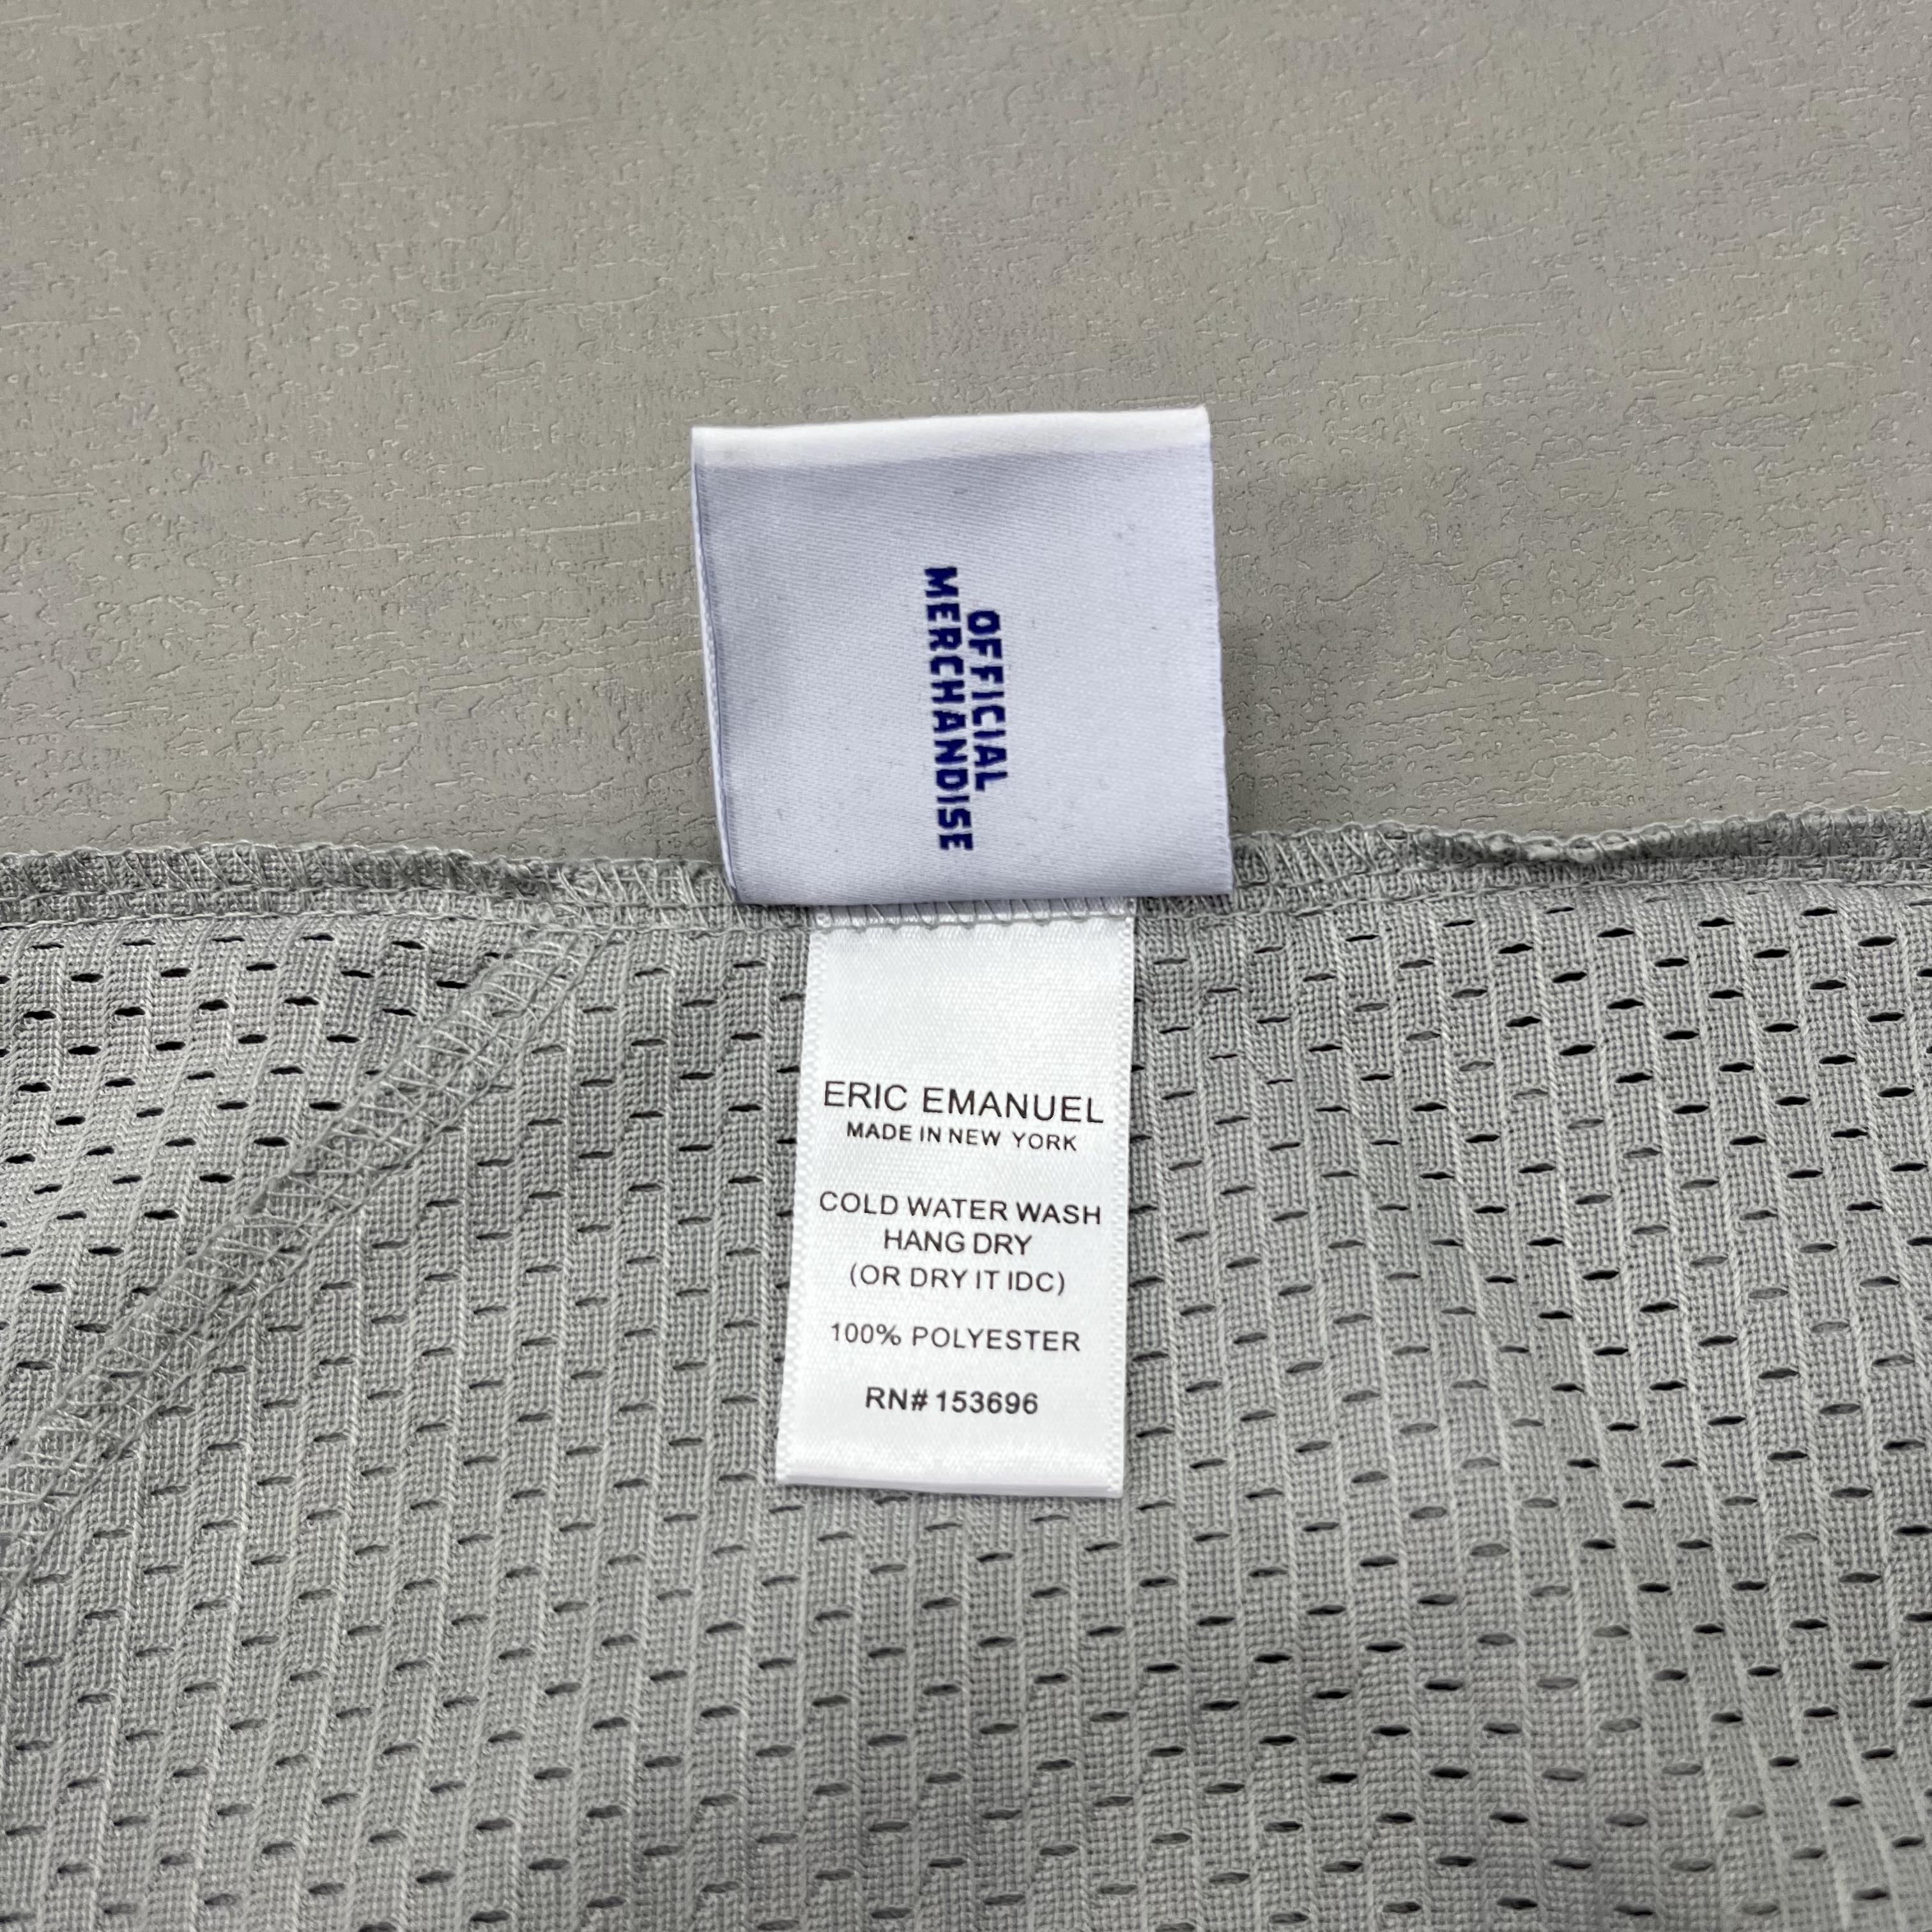 OFFICIAL
MERCHANDISE
ERIC EMANUEL
MADE IN NEW YORK
COLD WATER WASH
HANG DRY
(OR DRY IT IDC)
100% POLYESTER
RN# 153696